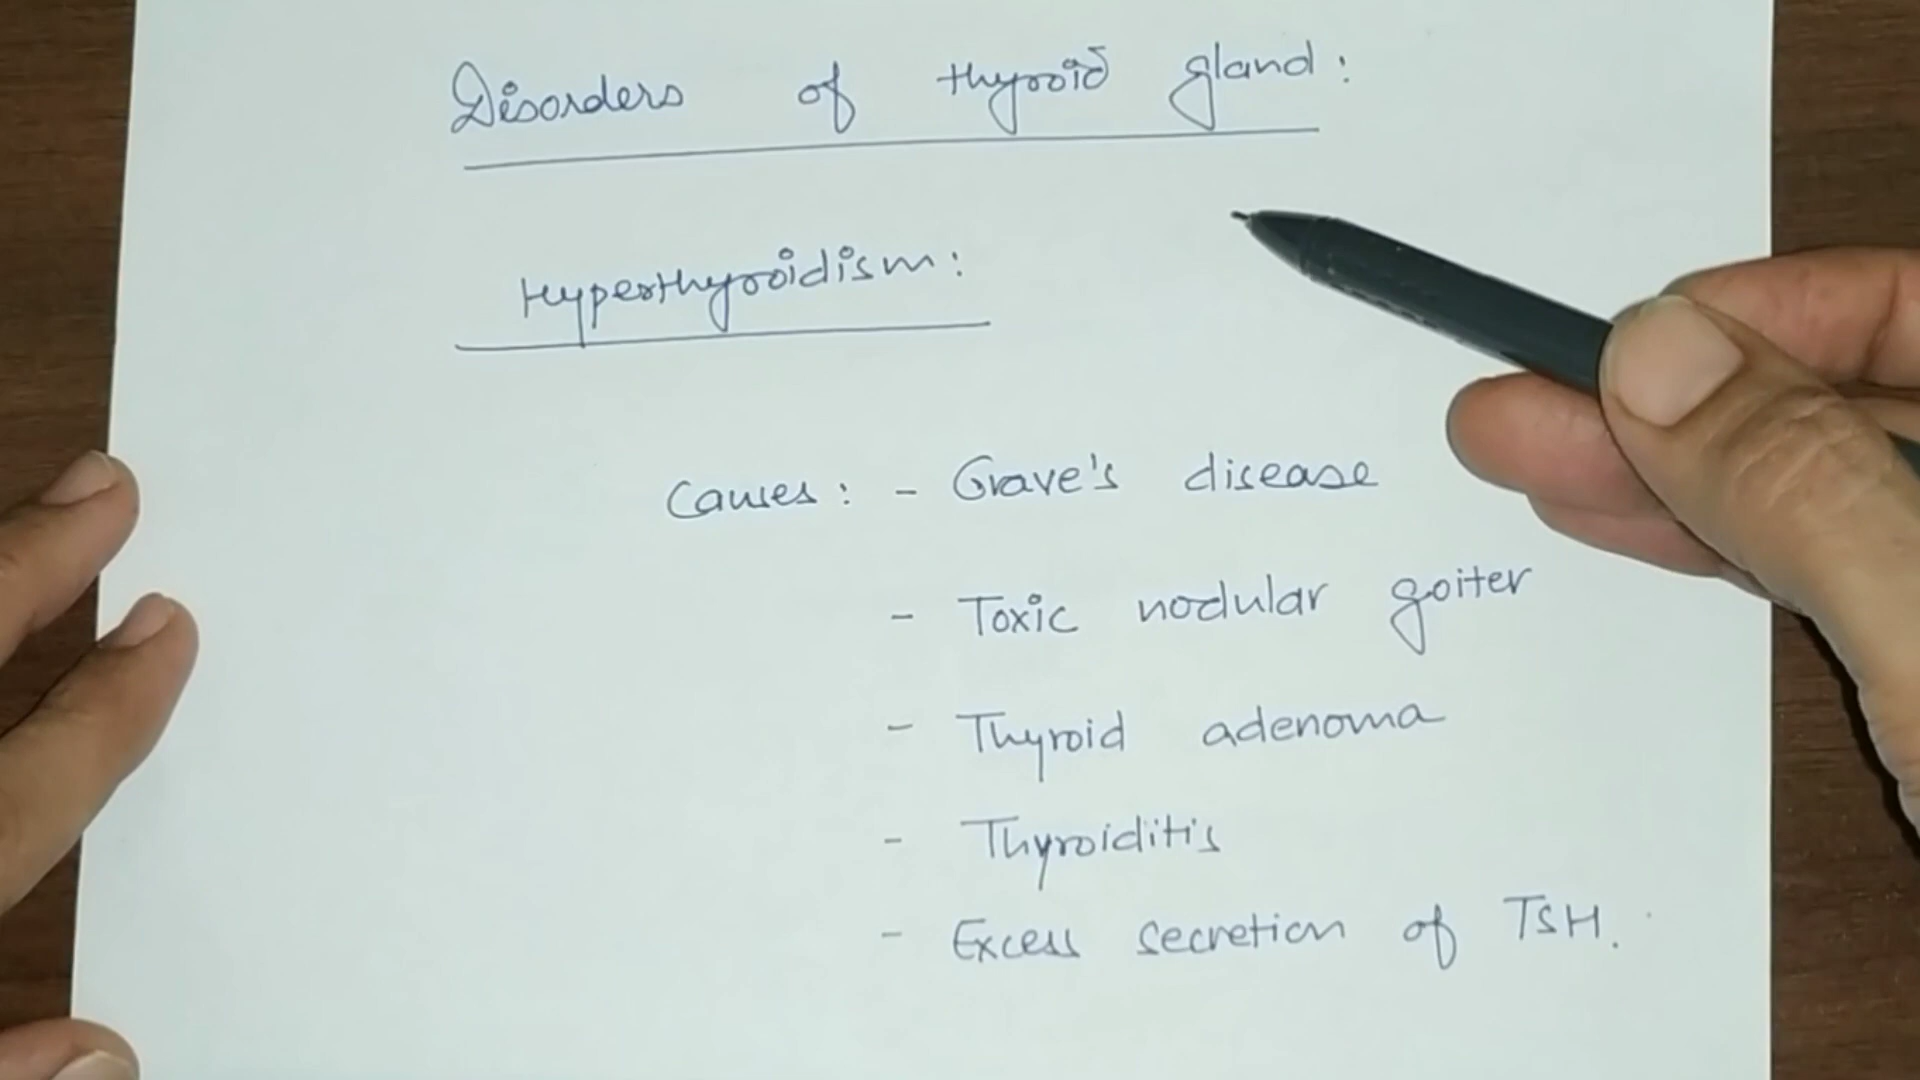 Disorders of thyroid gland:
Hyperthyroidism:
Causes: - Grave's disease
- Toxic nodular goiter
- Thyroid adenoma
- Thyroiditis
- Excess secretion of TSH.